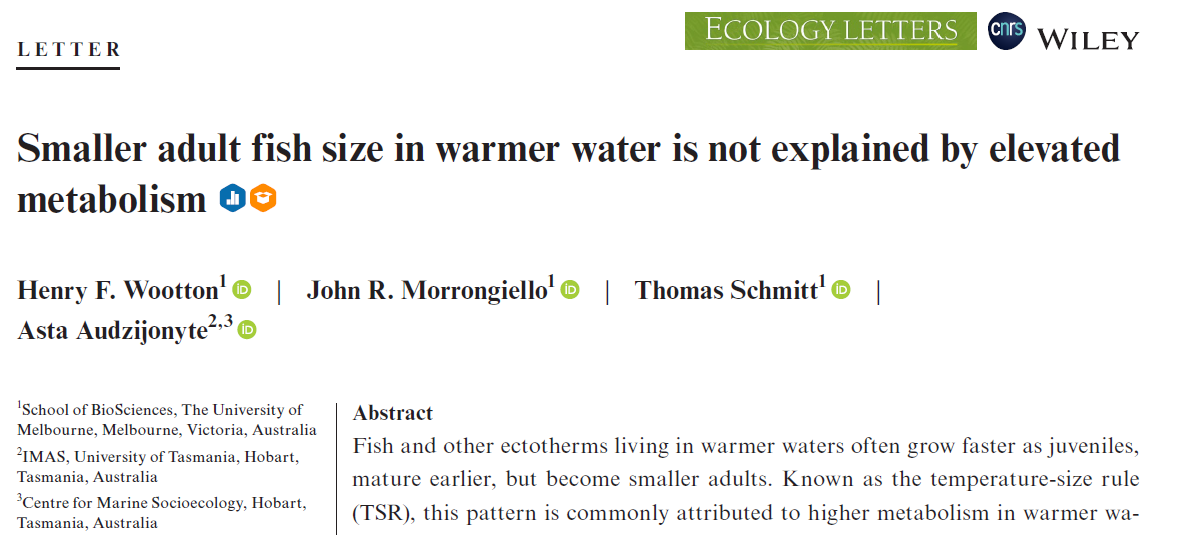 LETTER
ECOLOGY LETTERS
cnrs
WILEY
Smaller adult fish size in warmer water is not explained by elevated
metabolism
Henry F. Wootton1 iD | John R. Morrongiello1 iD | Thomas Schmitt1 iD |
Asta Audzijonyte2,3 iD
1School of BioSciences, The University of
Melbourne, Melbourne, Victoria, Australia
2IMAS, University of Tasmania, Hobart,
Tasmania, Australia
3Centre for Marine Socioecology, Hobart,
Tasmania, Australia
Abstract
Fish and other ectotherms living in warmer waters often grow faster as juveniles,
mature earlier, but become smaller adults. Known as the temperature-size rule
(TSR), this pattern is commonly attributed to higher metabolism in warmer wa-